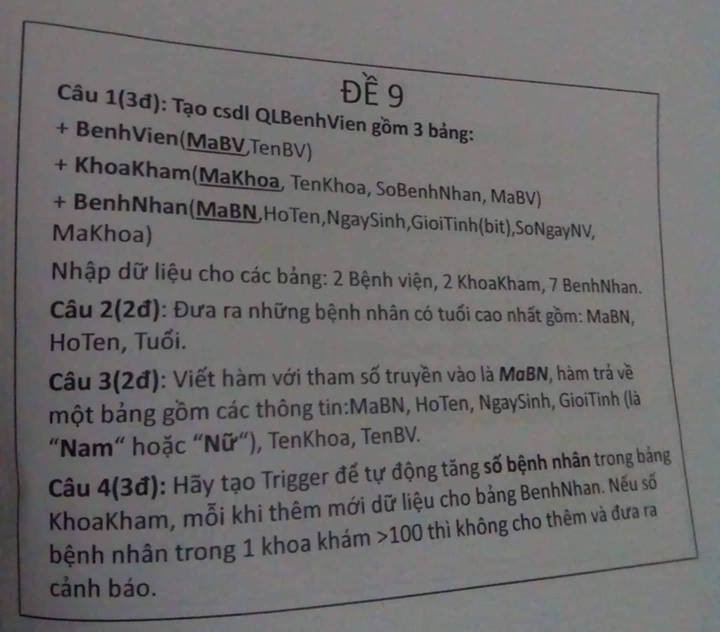 ĐỀ 9
Câu 1(3đ): Tạo csdl QLBenhVien gồm 3 bảng:
+ BenhVien(MaBV,TenBV)
+ KhoaKham(MaKhoa, TenKhoa, SoBenhNhan, MaBV)
+ BenhNhan(MaBN,HoTen,NgaySinh,GioiTinh(bit),SoNgayNV,
MaKhoa)
Nhập dữ liệu cho các bảng: 2 Bệnh viện, 2 KhoaKham, 7 BenhNhan.
Câu 2(2đ): Đưa ra những bệnh nhân có tuổi cao nhất gồm: MaBN,
HoTen, Tuổi.
Câu 3(2đ): Viết hàm với tham số truyền vào là MaBN, hàm trả về
một bảng gồm các thông tin:MaBN, HoTen, NgaySinh, GioiTinh (là
“Nam“ hoặc “Nữ“), TenKhoa, TenBV.
Câu 4(3đ): Hãy tạo Trigger để tự động tăng số bệnh nhân trong bảng
KhoaKham, mỗi khi thêm mới dữ liệu cho bảng BenhNhan. Nếu số
bệnh nhân trong 1 khoa khám >100 thì không cho thêm và đưa ra
cảnh báo.